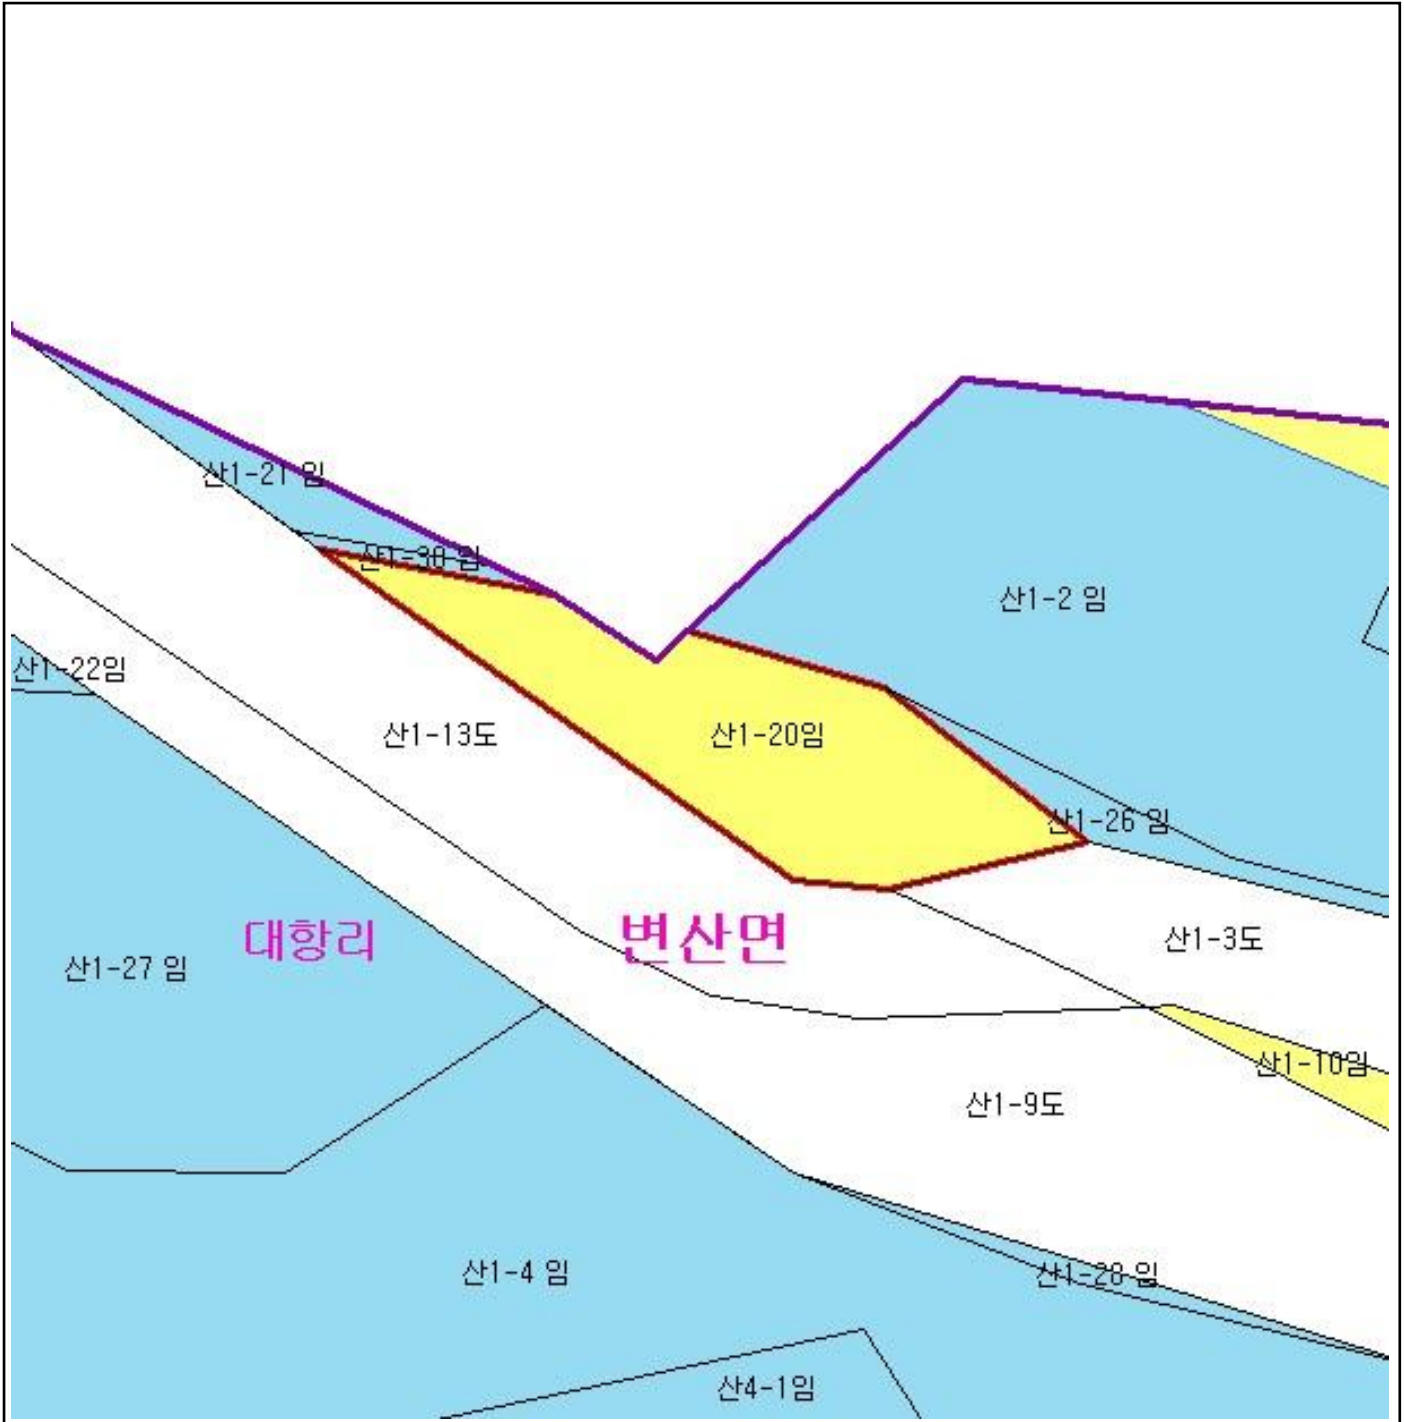 산1-21 임
산1-30 임
산1-2 임
산1-22임
산1-13도
산1-20임
산1-26 임
대항리
변산면
산1-3도
산1-27 임
산1-10임
산1-9도
산1-4 임
산1-28 임
산4-1임